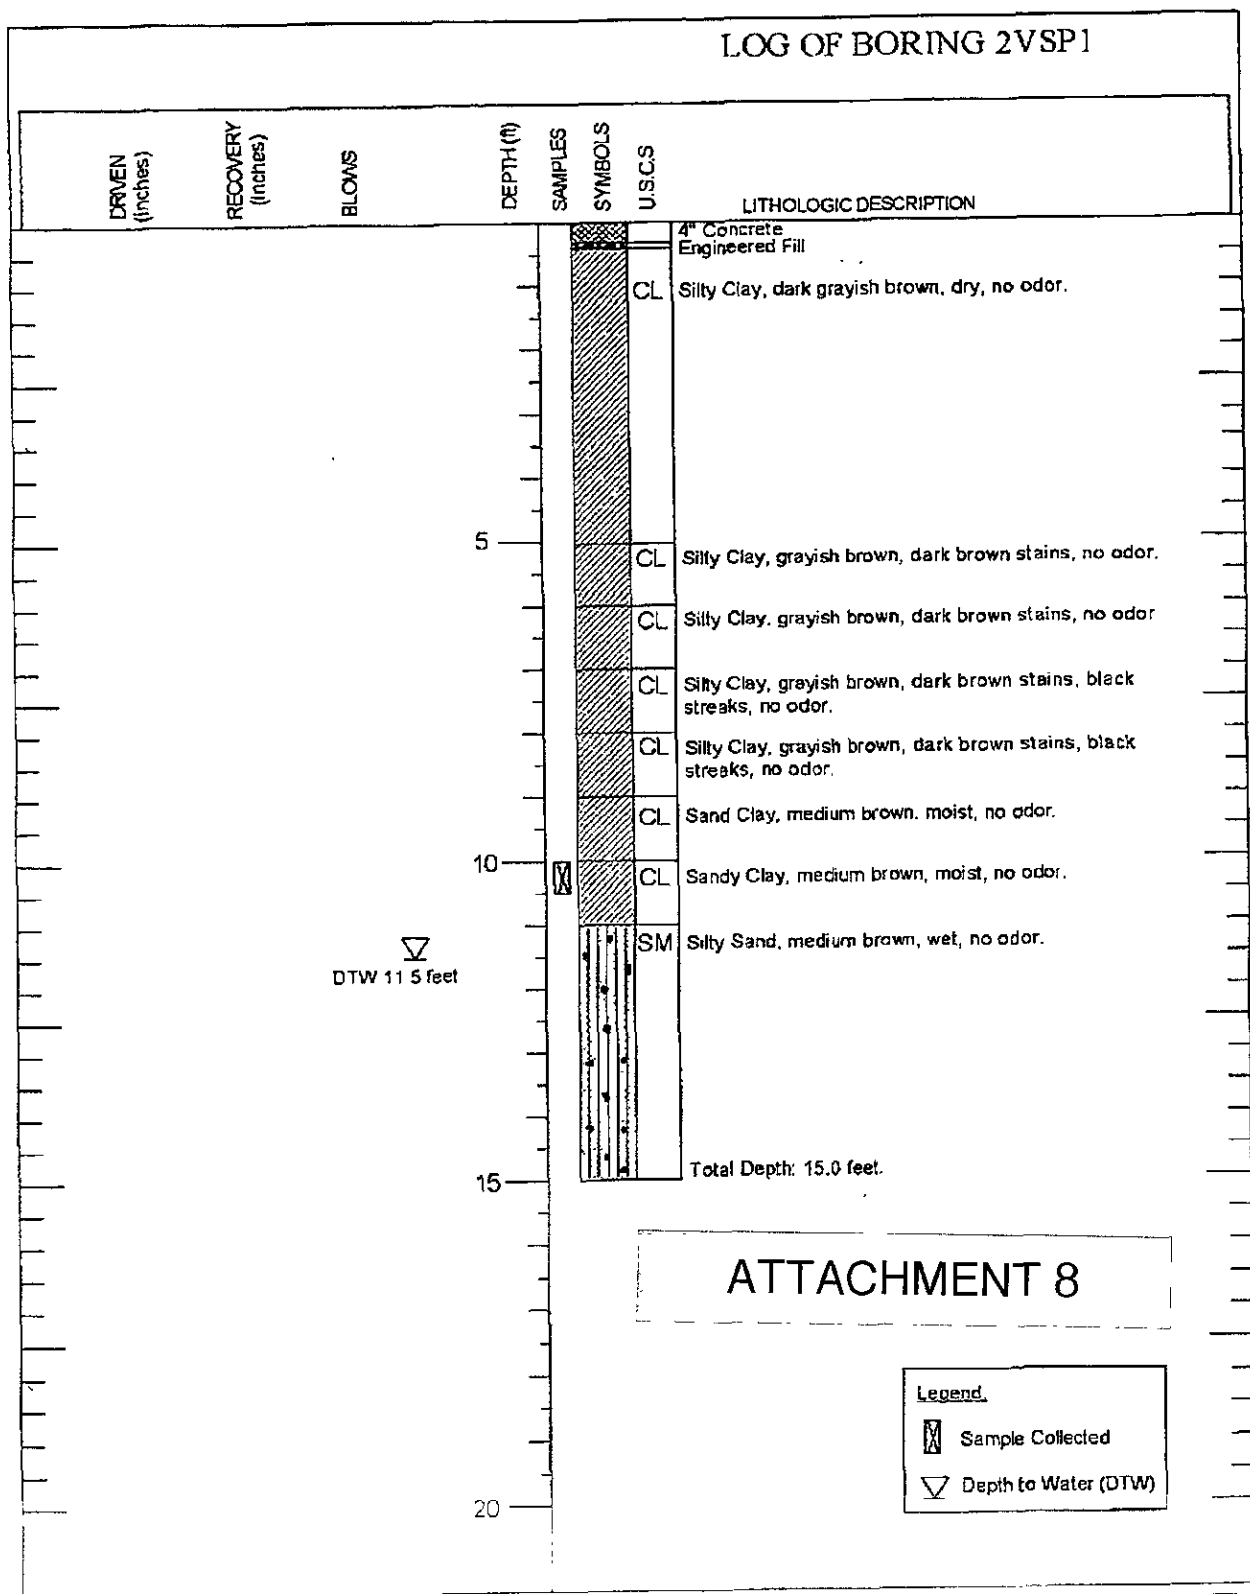 LOG OF BORING 2VSP1
DRIVEN
(inches)
RECOVERY
(inches)
BLOWS
DEPTH (ft)
SAMPLES
SYMBOLS
U.S.C.S
LITHOLOGIC DESCRIPTION
4" Concrete
Engineered Fill
CL Silty Clay, dark grayish brown, dry, no odor.
5
CL Silty Clay, grayish brown, dark brown stains, no odor.
CL Silty Clay, grayish brown, dark brown stains, no odor
CL Silty Clay, grayish brown, dark brown stains, black
streaks, no odor.
CL Silty Clay, grayish brown, dark brown stains, black
streaks, no odor.
CL Sand Clay, medium brown. moist, no odor.
10
CL Sandy Clay, medium brown, moist, no odor.
SM Silty Sand, medium brown, wet, no odor.
DTW 11 5 feet
Total Depth: 15.0 feet.
15
ATTACHMENT 8
Legend.
Sample Collected
Depth to Water (DTW)
20